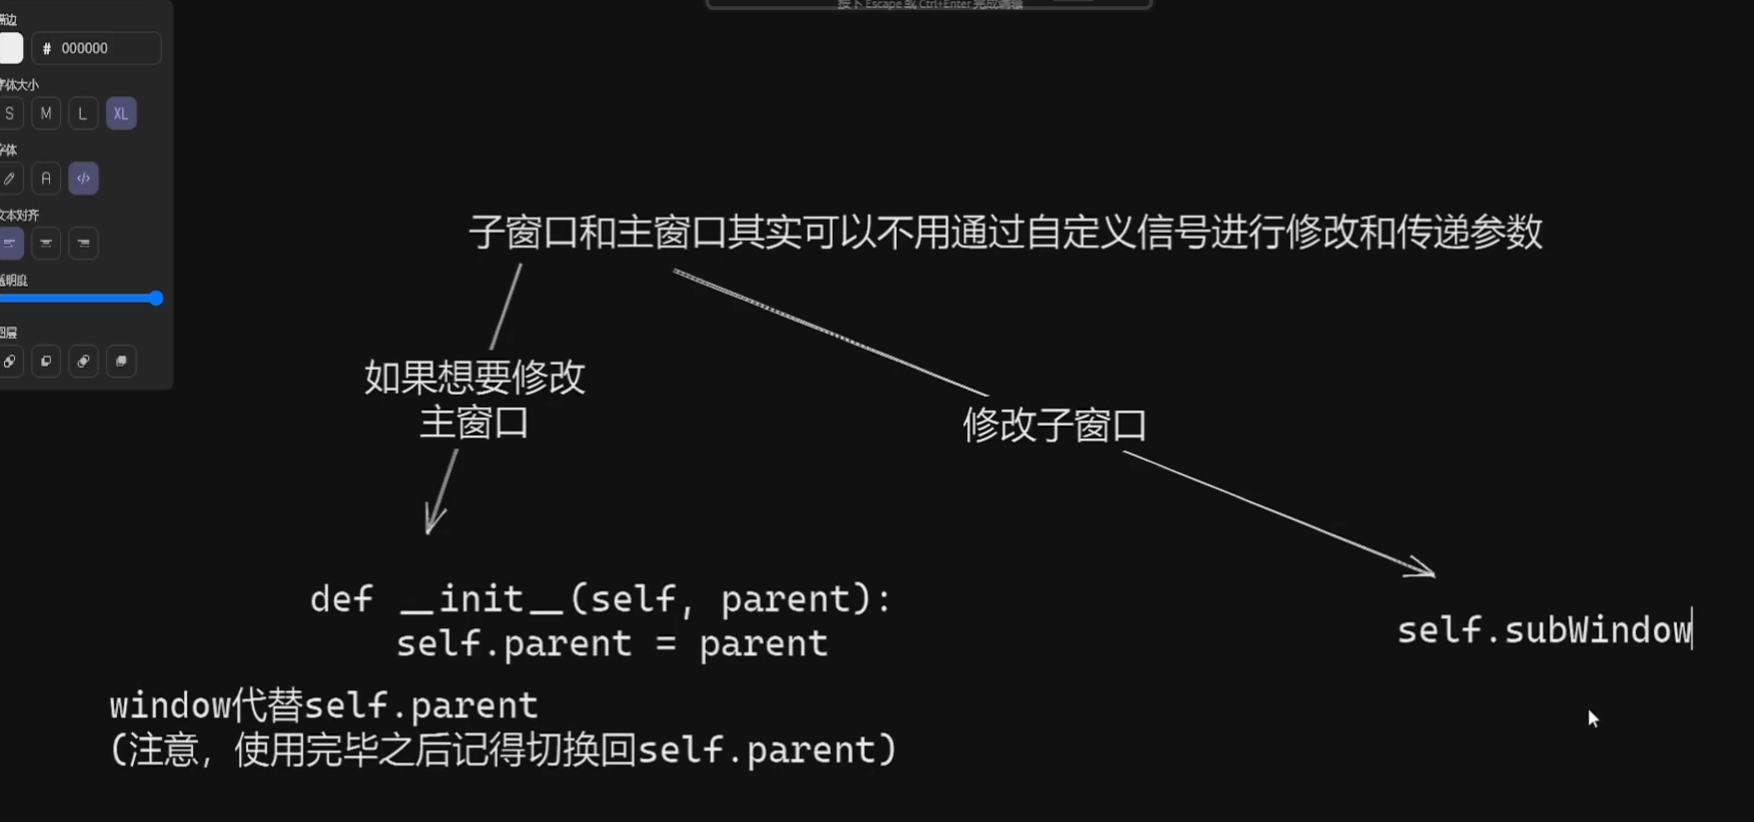 按下 Escape 或 Ctrl+Enter 完成编辑
描边
# 000000
字体大小
S M L XL
字体
A </>
文本对齐
透明度
图层
子窗口和主窗口其实可以不用通过自定义信号进行修改和传递参数
如果想要修改
主窗口
修改子窗口
def __init__(self, parent):
self.parent = parent
self.subWindow
window代替self.parent
(注意，使用完毕之后记得切换回self.parent)